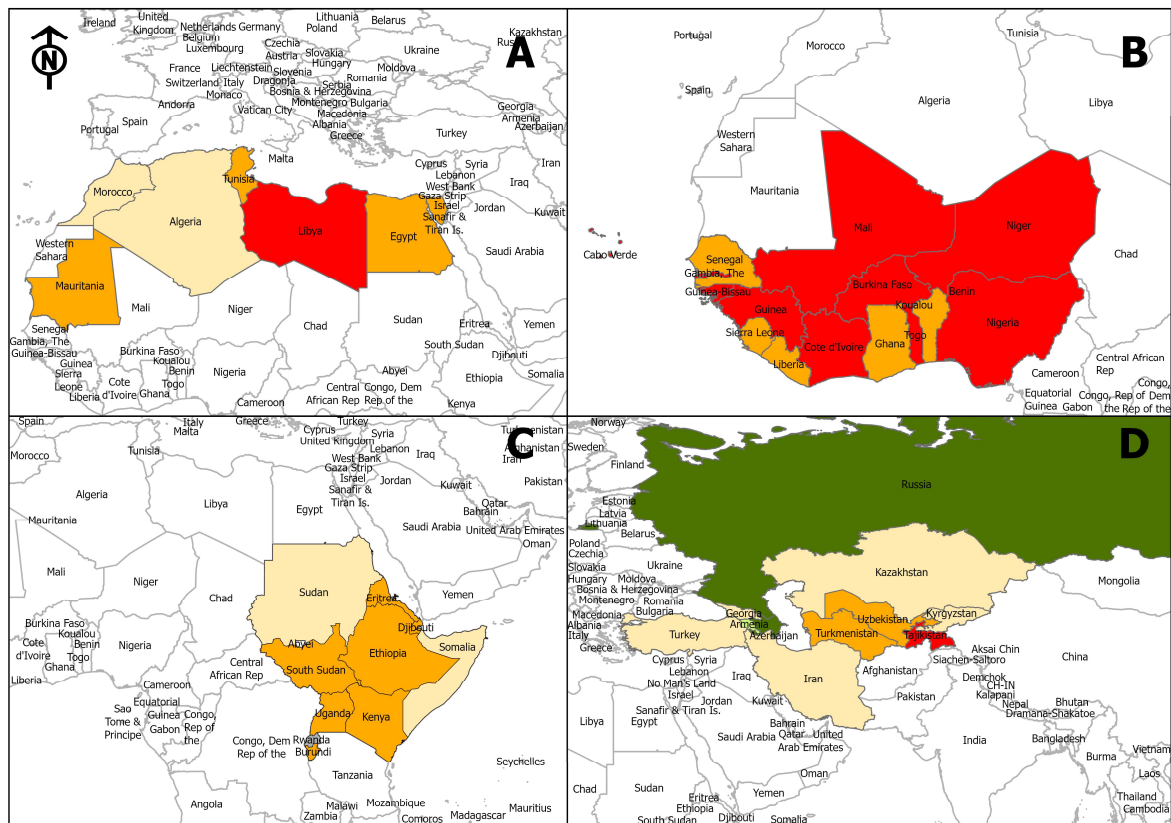 N
A
Ireland
United
Kingdom
Netherlands
Germany
Belgium
Luxembourg
Lithuania
Poland
Belarus
Kazakhstan
Czechia
Austria
Slovakia
Hungary
Ukraine
France
Liechtenstein
Slovenia
Moldova
Switzerland
Italy
Dragonja
Serbia
Romania
Monaco
Bosnia & Herzegovina
Andorra
Montenegro
Bulgaria
Vatican City
Macedonia
Albania
Greece
Georgia
Armenia
Azerbaijan
Portugal
Spain
Turkey
Malta
Cyprus
Syria
Lebanon
West Bank
Gaza Strip
Israel
Sanafir &
Tiran Is.
Iran
Iraq
Jordan
Kuwait
Tunisia
Morocco
Algeria
Libya
Egypt
Saudi Arabia
Western
Sahara
Mauritania
Mali
Niger
Chad
Sudan
Eritrea
Yemen
Senegal
Gambia, The
Guinea-Bissau
Guinea
Sierra
Leone
Liberia
Burkina Faso
Koualou
Benin
Togo
Cote
d'Ivoire
Ghana
Nigeria
Cameroon
Central
African Rep
Congo, Dem
Rep of the
Abyei
South Sudan
Djibouti
Ethiopia
Somalia
Kenya
B
Portugal
Spain
Morocco
Tunisia
Algeria
Libya
Western
Sahara
Mauritania
Cabo Verde
Mali
Niger
Chad
Senegal
Gambia, The
Guinea-Bissau
Guinea
Sierra Leone
Liberia
Burkina Faso
Koualou
Benin
Cote d'Ivoire
Ghana
Togo
Nigeria
Cameroon
Central African
Rep
Equatorial
Guinea
Gabon
Congo, Rep of
the
Congo,
Dem
Rep of the
C
Spain
Italy
Malta
Greece
Turkey
Cyprus
United Kingdom
Syria
Lebanon
West Bank
Gaza Strip
Israel
Sanafir &
Tiran Is.
Turkmenistan
Afghanistan
Iran
Iraq
Jordan
Kuwait
Pakistan
Qatar
Bahrain
United Arab Emirates
Oman
Saudi Arabia
Morocco
Tunisia
Algeria
Libya
Egypt
Mauritania
Mali
Niger
Chad
Sudan
Eritrea
Yemen
Djibouti
Somalia
Abyei
South Sudan
Ethiopia
Burkina Faso
Koualou
Benin
Cote
d'Ivoire
Togo
Ghana
Nigeria
Liberia
Cameroon
Central
African Rep
Equatorial
Guinea
Gabon
Sao
Tome &
Principe
Congo,
Rep of
the
Congo, Dem
Rep of the
Uganda
Kenya
Rwanda
Burundi
Tanzania
Seychelles
Angola
Malawi
Zambia
Mozambique
Comoros
Madagascar
Mauritius
D
Norway
Sweden
Finland
Russia
Estonia
Latvia
Lithuania
Belarus
Poland
Czechia
Slovakia
Hungary
Ukraine
Moldova
Bosnia & Herzegovina
Montenegro
Romania
Bulgaria
Macedonia
Albania
Italy
Greece
Georgia
Armenia
Azerbaijan
Turkey
Kazakhstan
Mongolia
Uzbekistan
Kyrgyzstan
Turkmenistan
Tajikistan
Cyprus
Syria
Lebanon
No Man's Land
Israel
Iraq
Jordan
Iran
Afghanistan
Kuwait
Pakistan
Aksai Chin
Siachen-Saltoro
Demchok
CH-IN
Kalapani
Nepal
Bhutan
Dramana-Shakatoe
China
Sanafir & Tiran Is.
Libya
Egypt
Saudi Arabia
Bahrain
Qatar
United
Arab Emirates
Oman
India
Bangladesh
Burma
Vietnam
Laos
Thailand
Cambodia
Chad
Sudan
Eritrea
Ethiopia
Yemen
South Sudan
Djibouti
Somalia